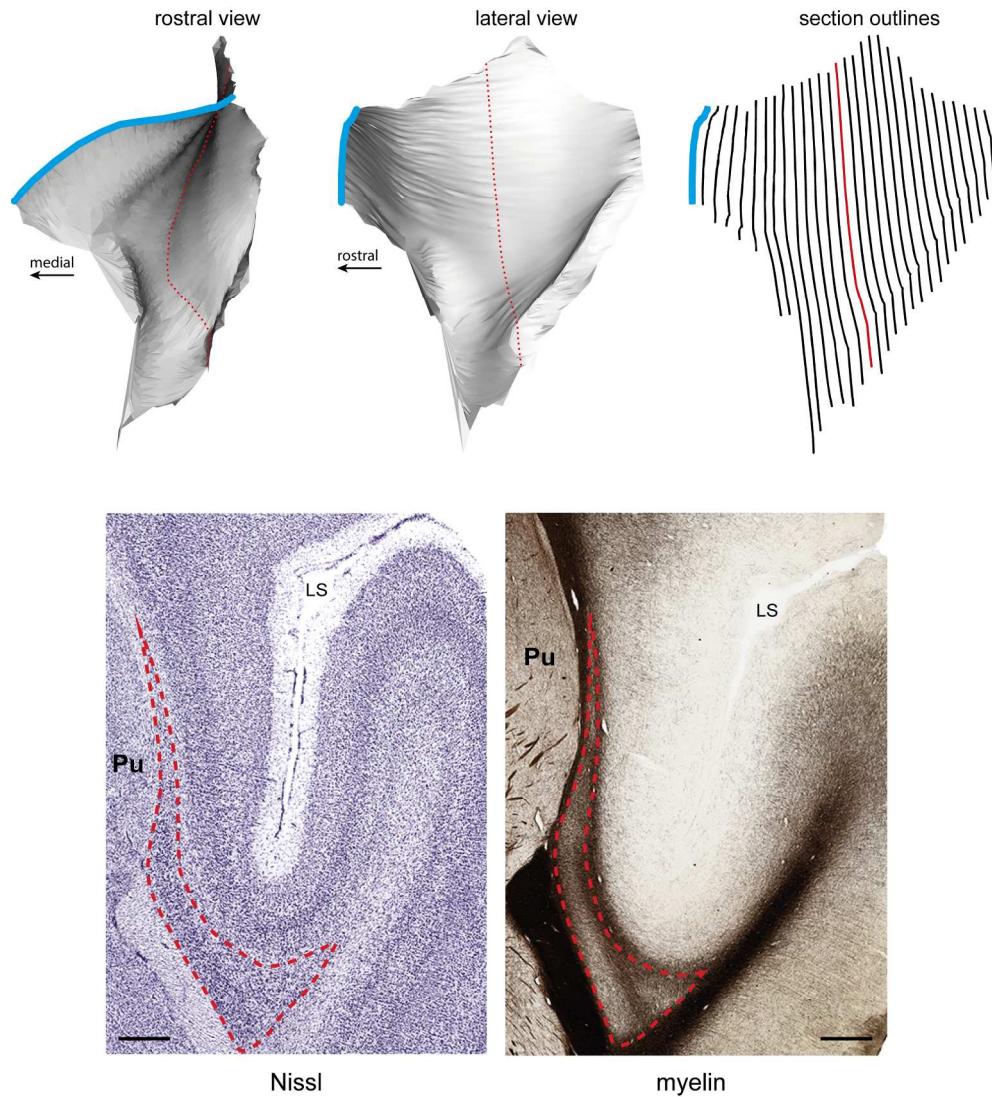 rostral view
lateral view
section outlines
medial
rostral
LS
LS
Pu
Pu
Nissl
myelin